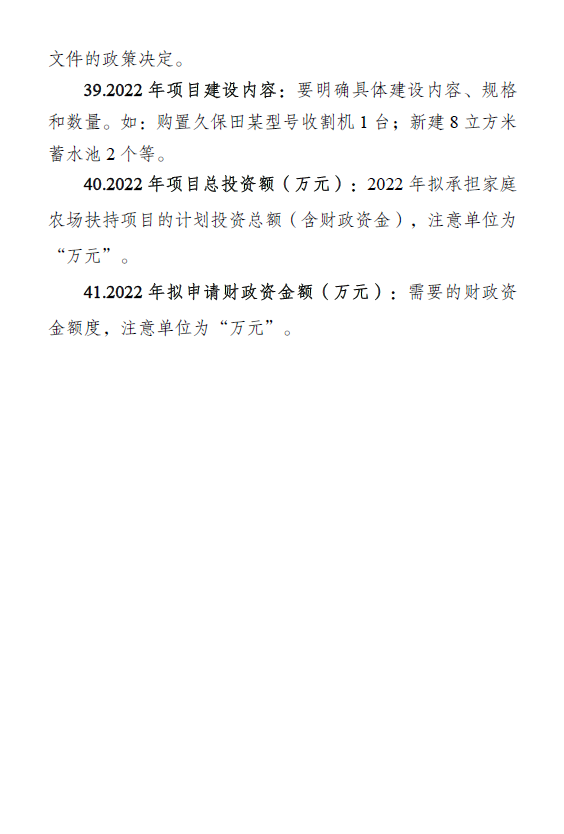 文件的政策决定。
39.2022 年项目建设内容：要明确具体建设内容、规格
和数量。如：购置久保田某型号收割机 1 台；新建 8 立方米
蓄水池 2 个等。
40.2022 年项目总投资额（万元）：2022 年拟承担家庭
农场扶持项目的计划投资总额（含财政资金），注意单位为
“万元”。
41.2022 年拟申请财政资金额（万元）：需要的财政资
金额度，注意单位为“万元”。